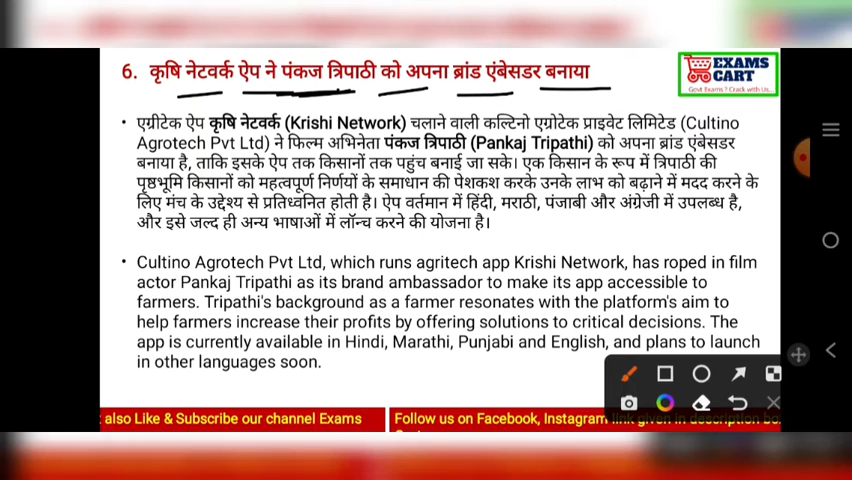 6. कृषि नेटवर्क ऐप ने पंकज त्रिपाठी को अपना ब्रांड एंबेसडर बनाया
EXAMS
CART
Govt Exams ? Crack with Us...
• एग्रीटेक ऐप कृषि नेटवर्क (Krishi Network) चलाने वाली कल्टिनो एग्रोटेक प्राइवेट लिमिटेड (Cultino
Agrotech Pvt Ltd) ने फिल्म अभिनेता पंकज त्रिपाठी (Pankaj Tripathi) को अपना ब्रांड एंबेसडर
बनाया है, ताकि इसके ऐप तक किसानों तक पहुंच बनाई जा सके। एक किसान के रूप में त्रिपाठी की
पृष्ठभूमि किसानों को महत्वपूर्ण निर्णयों के समाधान की पेशकश करके उनके लाभ को बढ़ाने में मदद करने के
लिए मंच के उद्देश्य से प्रतिध्वनित होती है। ऐप वर्तमान में हिंदी, मराठी, पंजाबी और अंग्रेजी में उपलब्ध है,
और इसे जल्द ही अन्य भाषाओं में लॉन्च करने की योजना है।
• Cultino Agrotech Pvt Ltd, which runs agritech app Krishi Network, has roped in film
actor Pankaj Tripathi as its brand ambassador to make its app accessible to
farmers. Tripathi's background as a farmer resonates with the platform's aim to
help farmers increase their profits by offering solutions to critical decisions. The
app is currently available in Hindi, Marathi, Punjabi and English, and plans to launch
in other languages soon.
also Like & Subscribe our channel Exams
Follow us on Facebook, Instagram link given in description